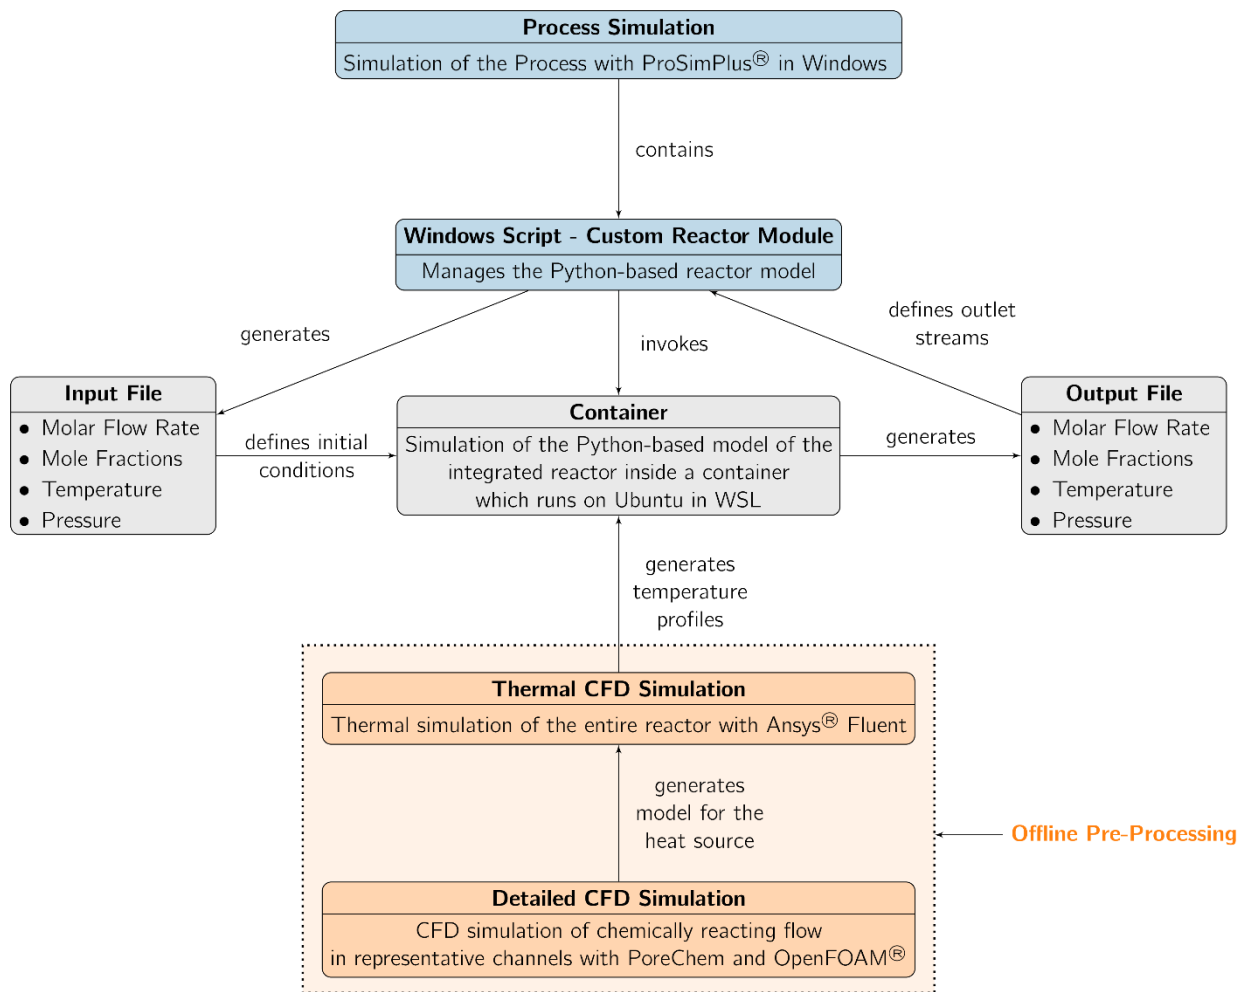 Process Simulation
Simulation of the Process with ProSimPlus® in Windows
contains
Windows Script - Custom Reactor Module
Manages the Python-based reactor model
generates
invokes
defines outlet
streams
Input File
● Molar Flow Rate
● Mole Fractions
● Temperature
● Pressure
defines initial
conditions
Container
Simulation of the Python-based model of the
integrated reactor inside a container
which runs on Ubuntu in WSL
generates
Output File
● Molar Flow Rate
● Mole Fractions
● Temperature
● Pressure
generates
temperature
profiles
Thermal CFD Simulation
Thermal simulation of the entire reactor with Ansys® Fluent
generates
model for the
heat source
Offline Pre-Processing
Detailed CFD Simulation
CFD simulation of chemically reacting flow
in representative channels with PoreChem and OpenFOAM®